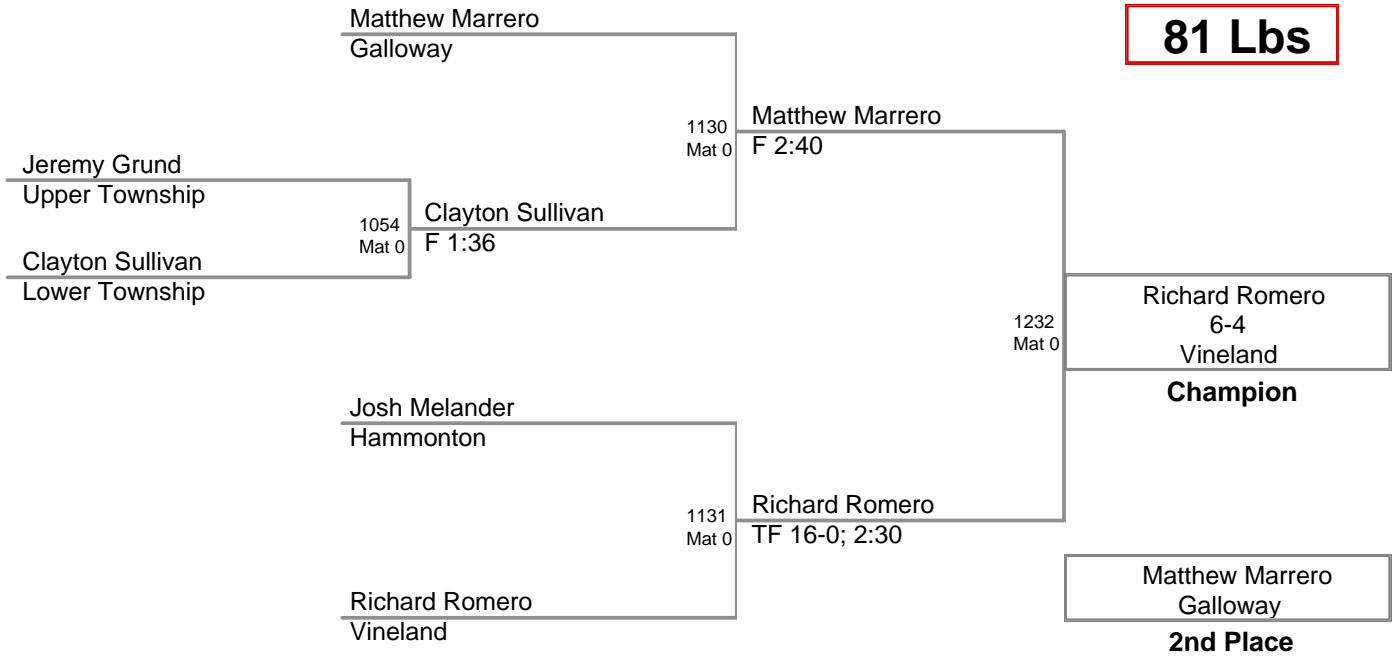 81 Lbs
Matthew Marrero
Galloway
1130
Mat 0
Matthew Marrero
F 2:40
Jeremy Grund
Upper Township
1054
Mat 0
Clayton Sullivan
F 1:36
Clayton Sullivan
Lower Township
1232
Mat 0
Richard Romero
6-4
Vineland
Champion
Josh Melander
Hammonton
1131
Mat 0
Richard Romero
TF 16-0; 2:30
Richard Romero
Vineland
Matthew Marrero
Galloway
2nd Place